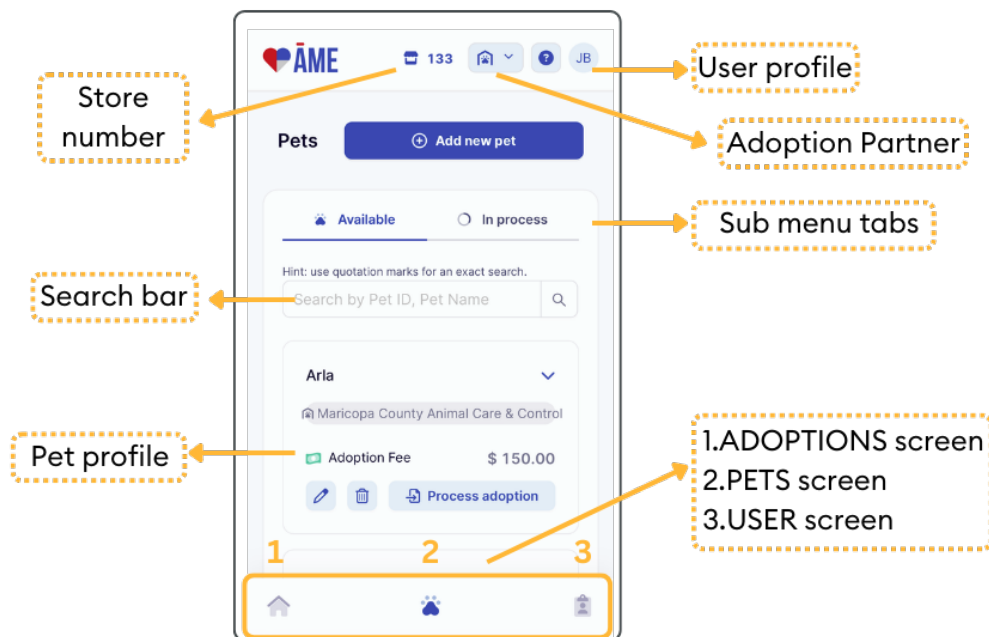 ĀME
133
JB
User profile
Store
number
Adoption Partner
Pets
Add new pet
Available
In process
Sub menu tabs
Hint: use quotation marks for an exact search.
Search by Pet ID, Pet Name
Search bar
Arla
Maricopa County Animal Care & Control
Adoption Fee
$ 150.00
Pet profile
Process adoption
1.ADOPTIONS screen
2.PETS screen
3.USER screen
1
2
3